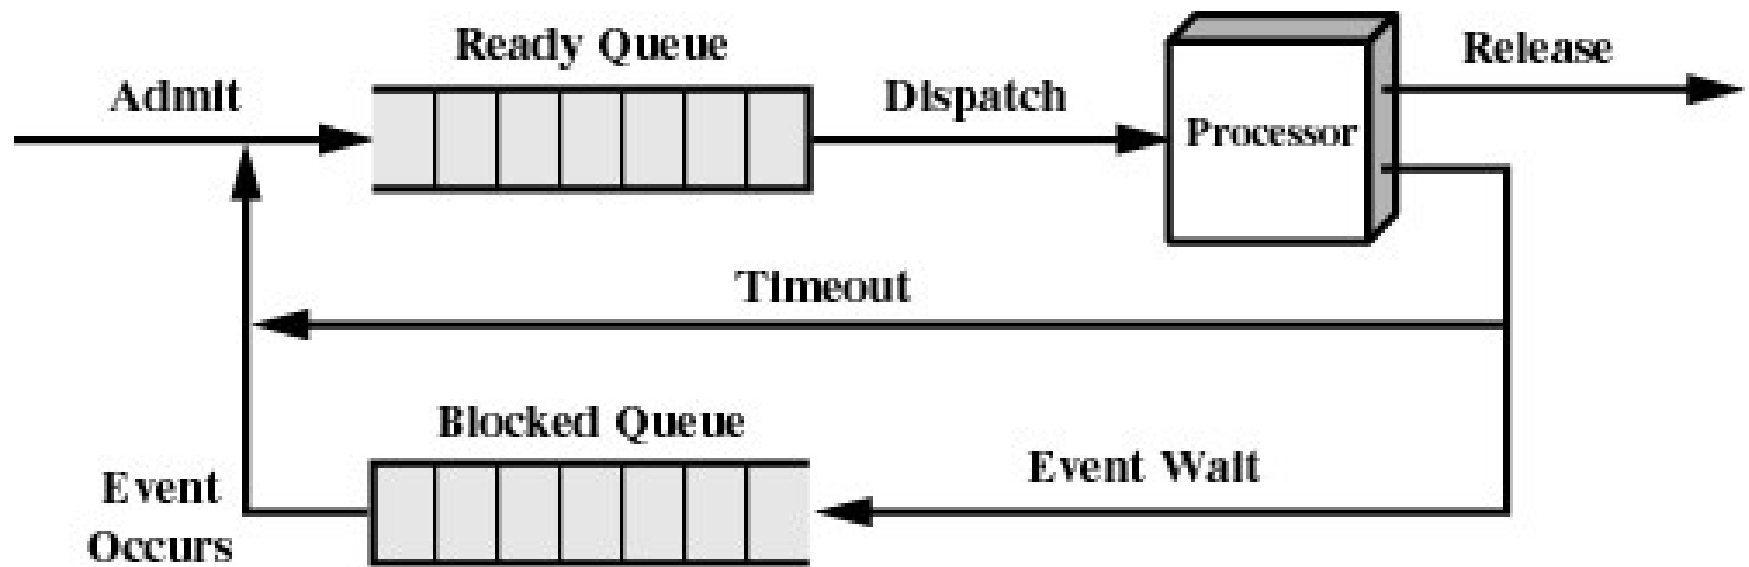 Ready Queue
Release
Admit
Dispatch
Processor
Timeout
Blocked Queue
Event Wait
Event
Occurs